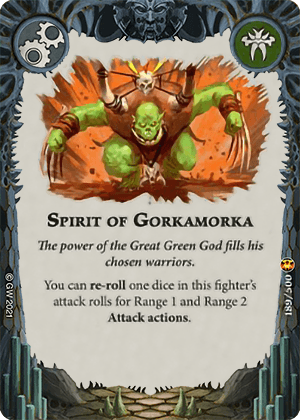 SPIRIT OF GORKAMORKA
The power of the Great Green God fills his
chosen warriors.
You can re-roll one dice in this fighter's
attack rolls for Range 1 and Range 2
Attack actions.
© GW 2021
189/500